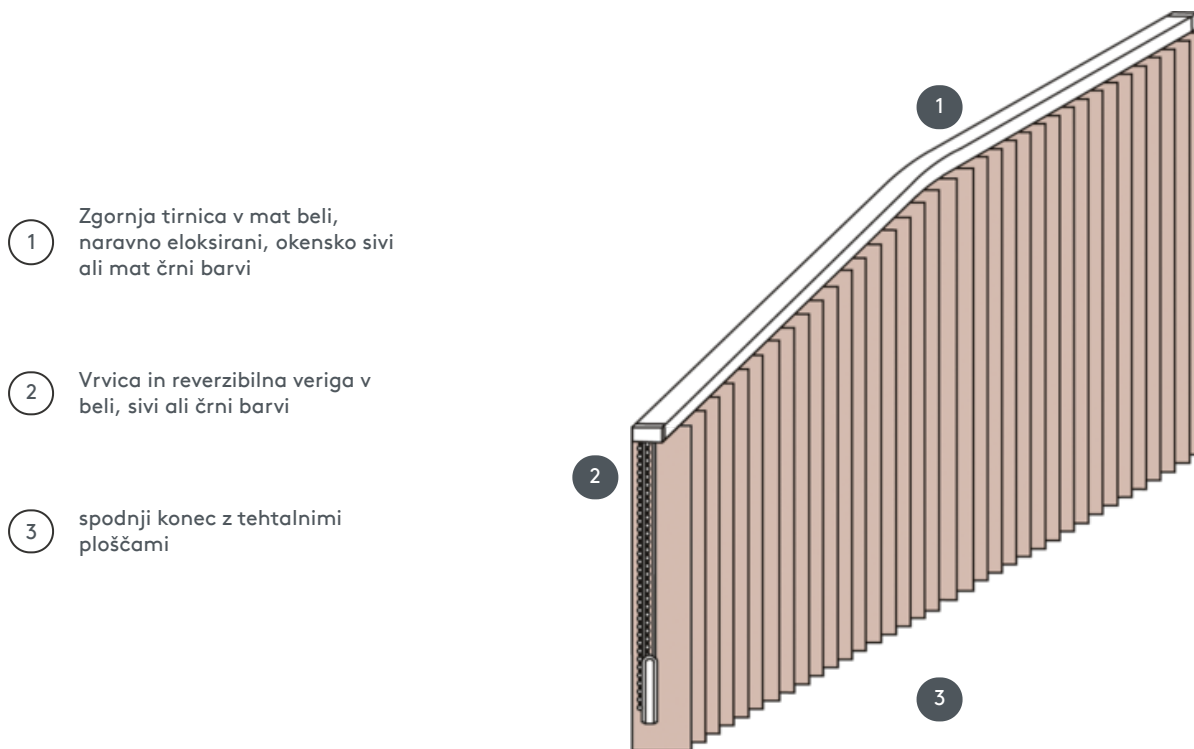 1
Zgornja tirnica v mat beli,
naravno eloksirani, okensko sivi
ali mat črni barvi
2
Vrvica in reverzibilna veriga v
beli, sivi ali črni barvi
3
spodnji konec z tehtalnimi
ploščami
1
2
3